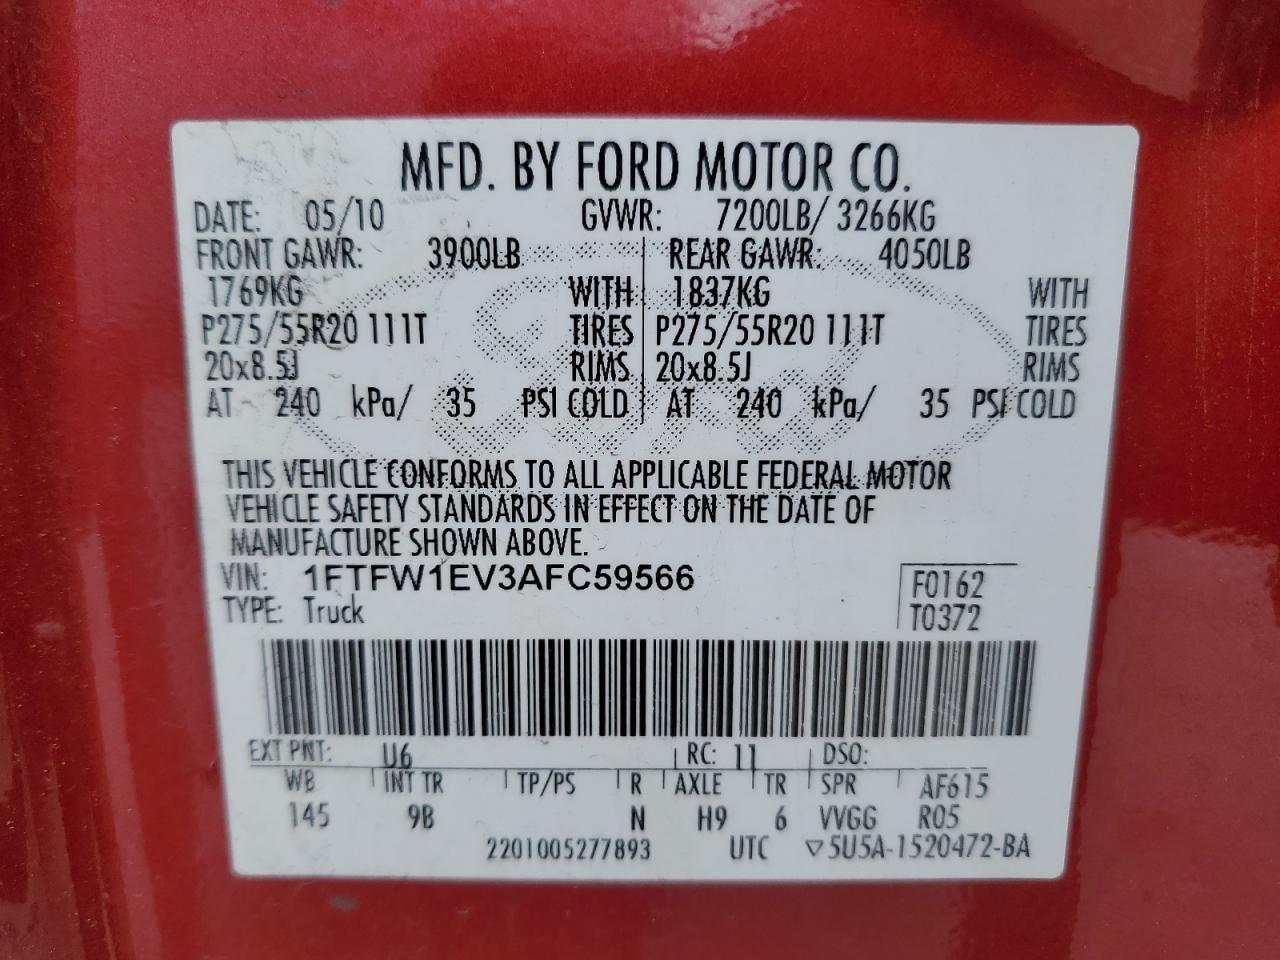 MFD. BY FORD MOTOR CO.
DATE: 05/10 GVWR: 7200LB/ 3266KG
FRONT GAWR: 3900LB REAR GAWR: 4050LB
1769KG WITH 1837KG WITH
P275/55R20 111T TIRES P275/55R20 111T TIRES
20x8.5J RIMS 20x8.5J RIMS
AT 240 kPa/ 35 PSI COLD AT 240 kPa/ 35 PSI COLD
THIS VEHICLE CONFORMS TO ALL APPLICABLE FEDERAL MOTOR
VEHICLE SAFETY STANDARDS IN EFFECT ON THE DATE OF
MANUFACTURE SHOWN ABOVE.
VIN: 1FTFW1EV3AFC59566 F0162
TYPE: Truck T0372
EXT PNT: U6 RC: 11 DSO:
WB INT TR TP/PS R AXLE TR SPR AF615
145 9B N H9 6 VVGG R05
2201005277893 UTC ▽5U5A-1520472-BA
Ford